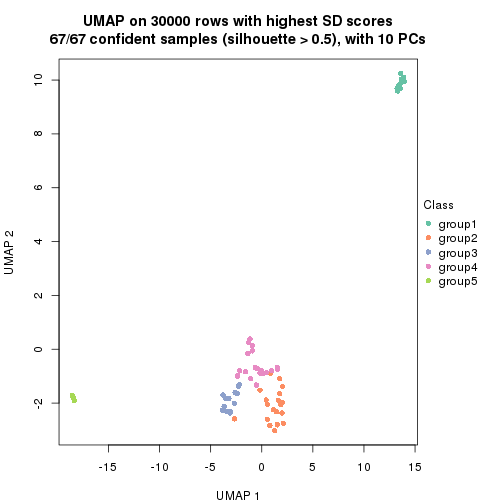 UMAP on 30000 rows with highest SD scores
67/67 confident samples (silhouette > 0.5), with 10 PCs
10
8
6
4
2
0
-2
UMAP 2
-15
-10
-5
0
5
10
15
UMAP 1
Class
group1
group2
group3
group4
group5